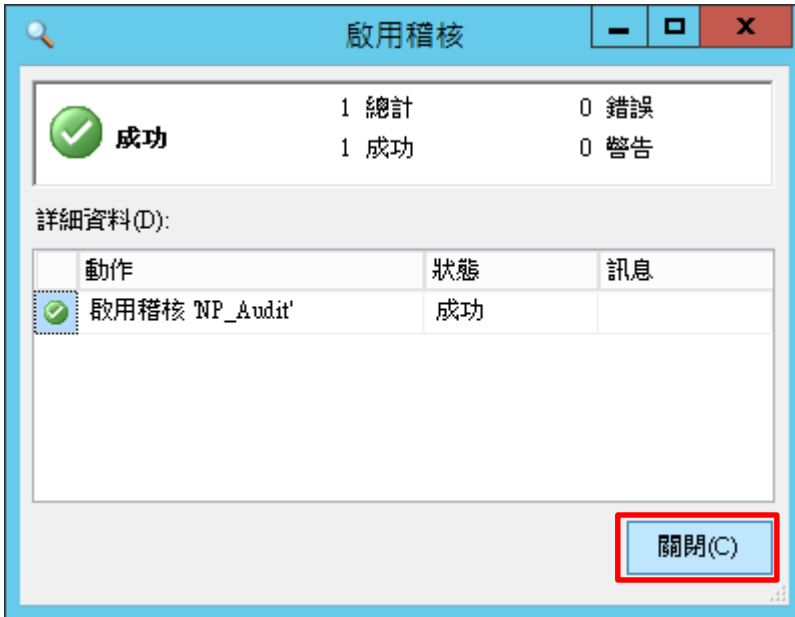 啟用稽核
成功
1 總計 0 錯誤
1 成功 0 警告
詳細資料(D):
動作 狀態 訊息
啟用稽核 'NP_Audit' 成功
關閉(C)